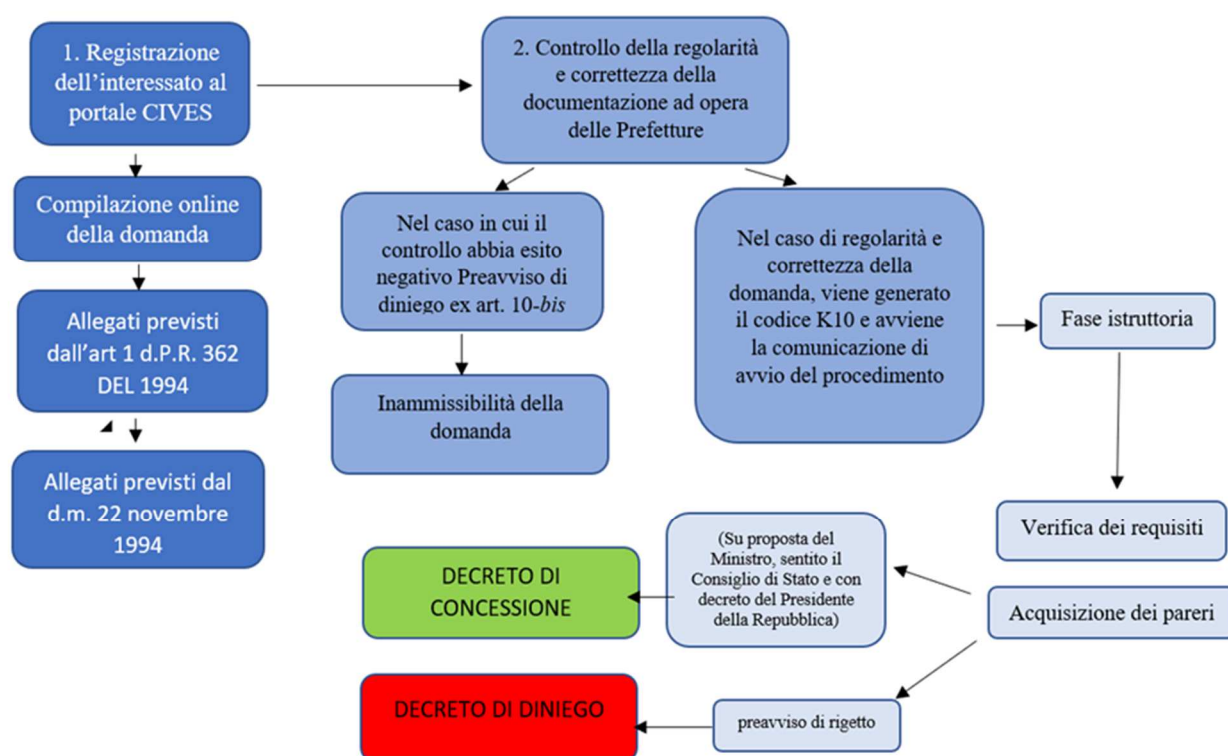 1. Registrazione
dell'interessato al
portale CIVES
Compilazione online
della domanda
Allegati previsti
dall'art 1 d.P.R. 362
DEL 1994
Allegati previsti dal
d.m. 22 novembre
1994
2. Controllo della regolarità
e correttezza della
documentazione ad opera
delle Prefetture
Nel caso in cui il
controllo abbia esito
negativo Preavviso di
diniego ex art. 10-bis
Inammissibilità della
domanda
Nel caso di regolarità e
correttezza della
domanda, viene generato
il codice K10 e avviene
la comunicazione di
avvio del procedimento
Fase istruttoria
Verifica dei requisiti
Acquisizione dei pareri
(Su proposta del
Ministro, sentito il
Consiglio di Stato e con
decreto del Presidente
della Repubblica)
DECRETO DI
CONCESSIONE
preavviso di rigetto
DECRETO DI DINIEGO